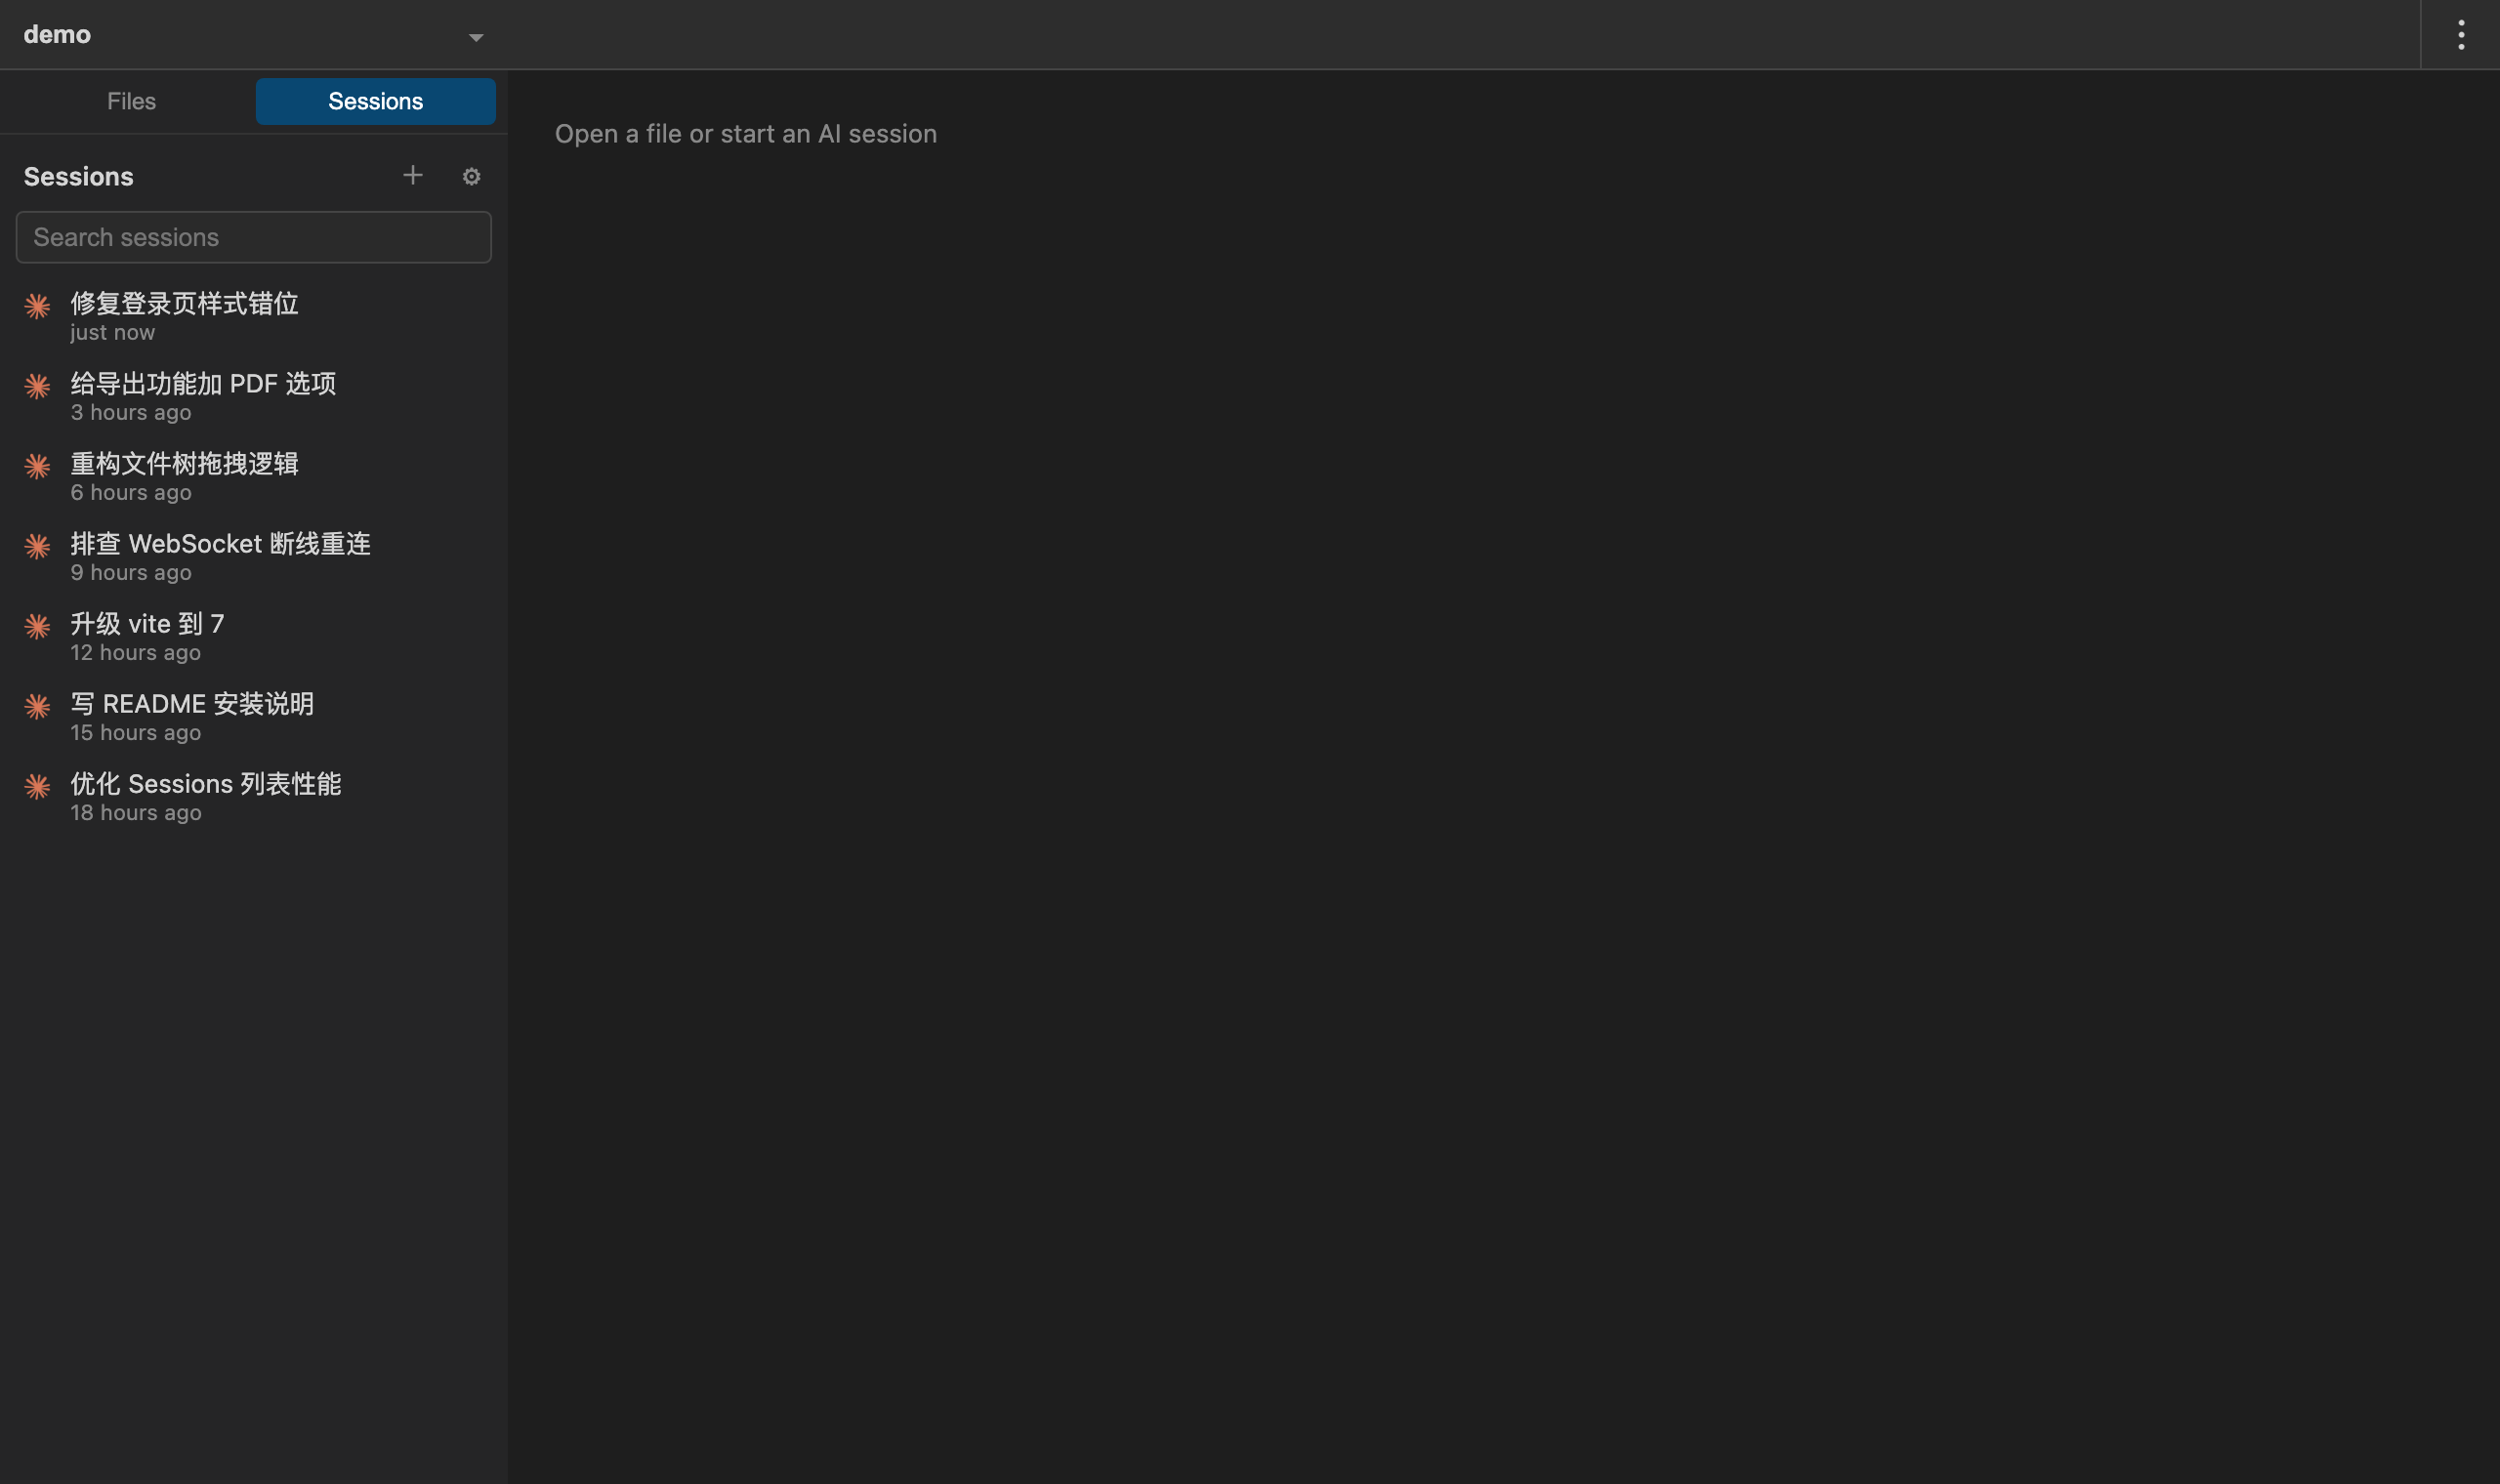 demo
Files
Sessions
Open a file or start an AI session
Sessions
Search sessions
修复登录页样式错位
just now
给导出功能加 PDF 选项
3 hours ago
重构文件树拖拽逻辑
6 hours ago
排查 WebSocket 断线重连
9 hours ago
升级 vite 到 7
12 hours ago
写 README 安装说明
15 hours ago
优化 Sessions 列表性能
18 hours ago